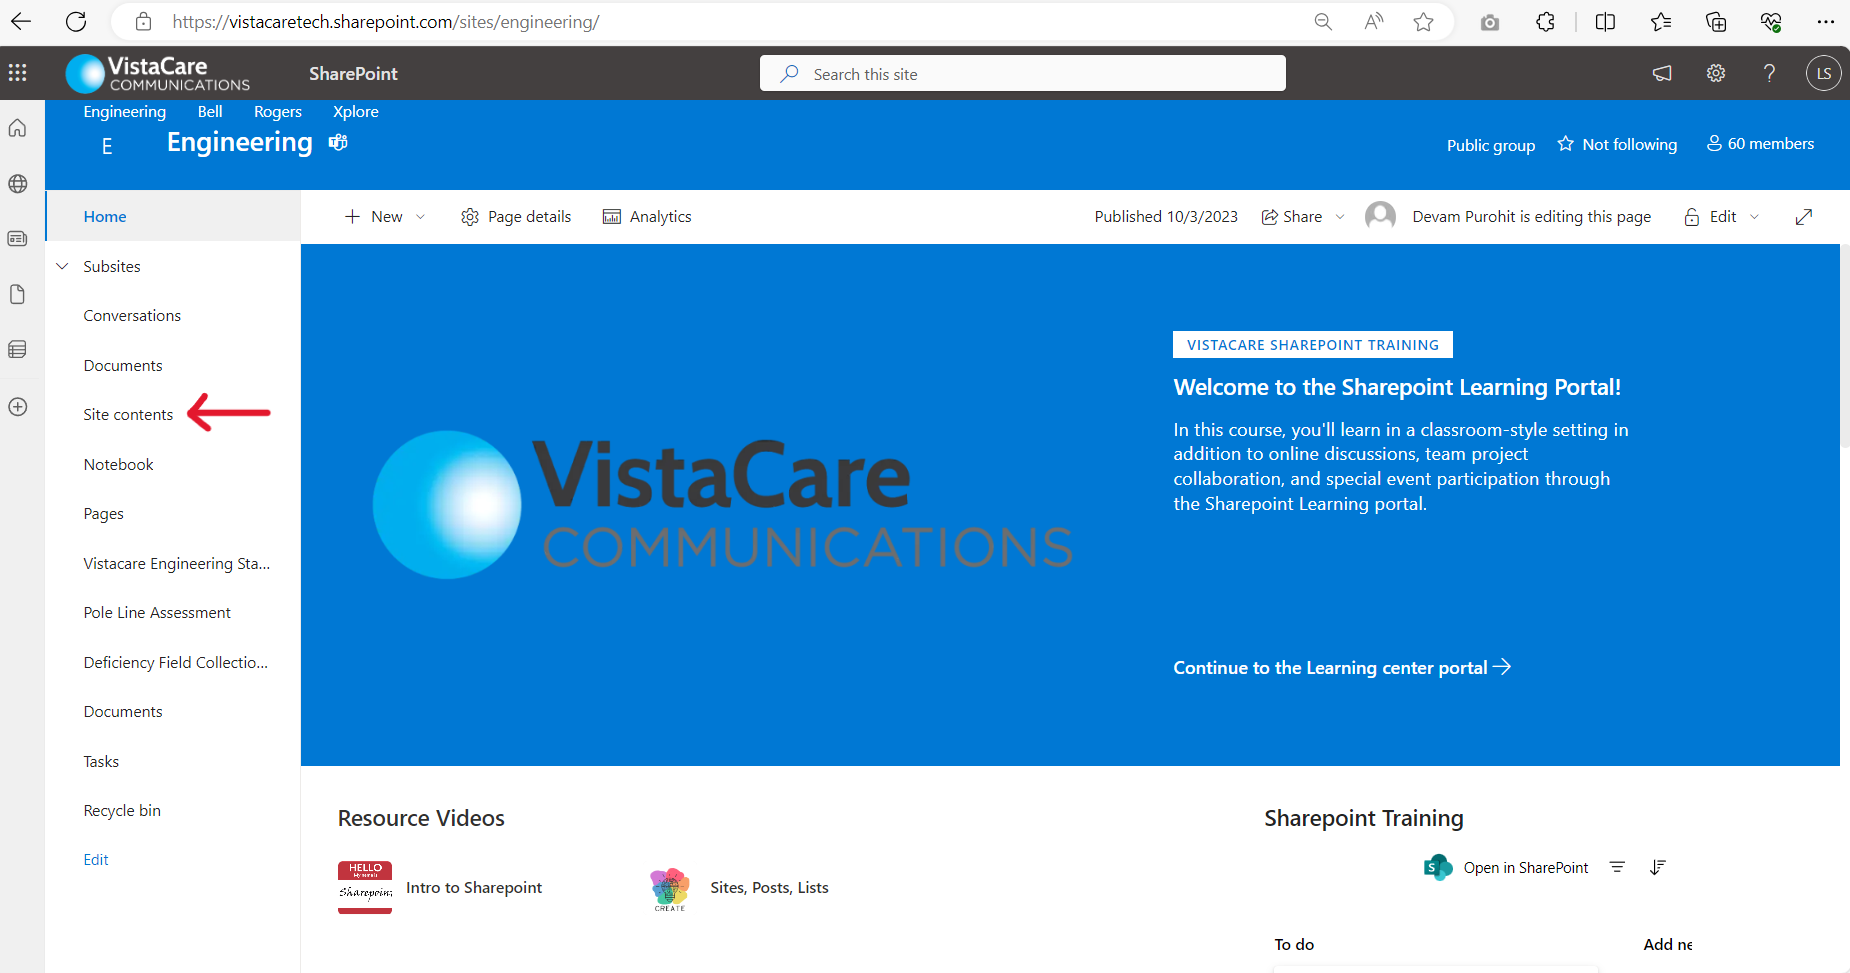 https://vistacaretech.sharepoint.com/sites/engineering/
VistaCare
COMMUNICATIONS
SharePoint
Search this site
?
LS
Engineering Bell Rogers Xplore
E
Engineering
Public group
Not following
60 members
Home
Subsites
Conversations
Documents
Site contents
Notebook
Pages
Vistacare Engineering Sta...
Pole Line Assessment
Deficiency Field Collectio...
Documents
Tasks
Recycle bin
Edit
New
Page details
Analytics
Published 10/3/2023
Share
Devam Purohit is editing this page
Edit
VistaCare
COMMUNICATIONS
VISTACARE SHAREPOINT TRAINING
Welcome to the Sharepoint Learning Portal!
In this course, you'll learn in a classroom-style setting in
addition to online discussions, team project
collaboration, and special event participation through
the Sharepoint Learning portal.
Continue to the Learning center portal
Resource Videos
HELLO
Sharepoint
Intro to Sharepoint
CREATE
Sites, Posts, Lists
Sharepoint Training
S
Open in SharePoint
To do
Add ne